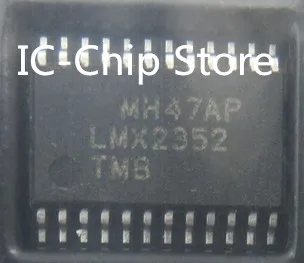 IC-Chip Store
MH47AP
LMX2352
TMB